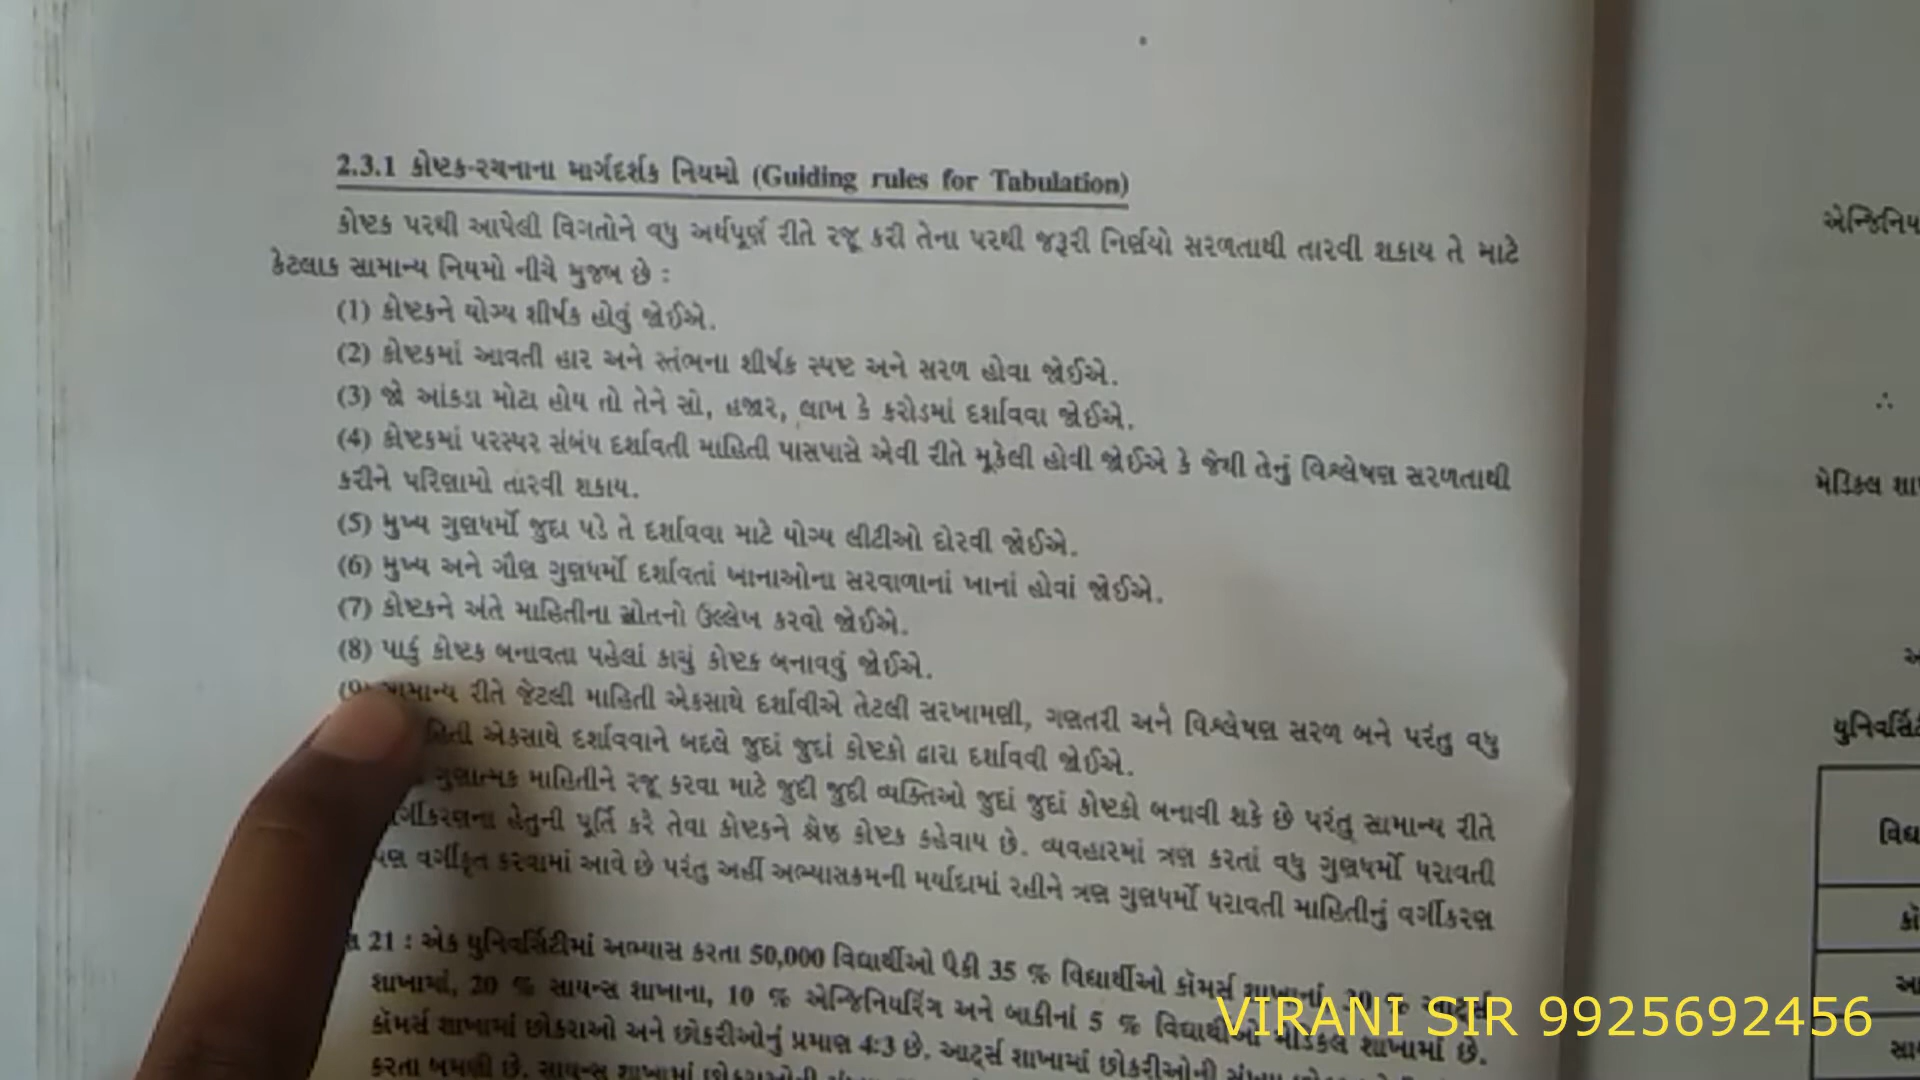 2.3.1 કોષ્ટક-રચનાના માર્ગદર્શક નિયમો (Guiding rules for Tabulation)
કોષ્ટક પરથી આપેલી વિગતોને વધુ અર્થપૂર્ણ રીતે રજૂ કરી તેના પરથી જરૂરી નિર્ણયો સરળતાથી તારવી શકાય તે માટે
કેટલાક સામાન્ય નિયમો નીચે મુજબ છે :
(1) કોષ્ટકને યોગ્ય શીર્ષક હોવું જોઈએ.
(2) કોષ્ટકમાં આવતી હાર અને સ્તંભના શીર્ષક સ્પષ્ટ અને સરળ હોવા જોઈએ.
(3) જો આંકડા મોટા હોય તો તેને સો, હજાર, લાખ કે કરોડમાં દર્શાવવા જોઈએ.
(4) કોષ્ટકમાં પરસ્પર સંબંધ દર્શાવતી માહિતી પાસપાસે એવી રીતે મૂકેલી હોવી જોઈએ કે જેથી તેનું વિશ્લેષણ સરળતાથી
કરીને પરિણામો તારવી શકાય.
(5) મુખ્ય ગુણધર્મો જુદા પડે તે દર્શાવવા માટે યોગ્ય લીટીઓ દોરવી જોઈએ.
(6) મુખ્ય અને ગૌણ ગુણધર્મો દર્શાવતાં ખાનાઓના સરવાળાનાં ખાનાં હોવાં જોઈએ.
(7) કોષ્ટકને અંતે માહિતીના સ્રોતનો ઉલ્લેખ કરવો જોઈએ.
(8) પાકું કોષ્ટક બનાવતા પહેલાં કાચું કોષ્ટક બનાવવું જોઈએ.
(9) સામાન્ય રીતે જેટલી માહિતી એકસાથે દર્શાવીએ તેટલી સરખામણી, ગણતરી અને વિશ્લેષણ સરળ બને પરંતુ વધુ
એકસાથે દર્શાવવાને બદલે જુદાં જુદાં કોષ્ટકો દ્વારા દર્શાવવી જોઈએ.
ગુણાત્મક માહિતીને રજૂ કરવા માટે જુદી જુદી વ્યક્તિઓ જુદાં જુદાં કોષ્ટકો બનાવી શકે છે પરંતુ સામાન્ય રીતે
હેતુની પૂર્તિ કરે તેવા કોષ્ટકને શ્રેષ્ઠ કોષ્ટક કહેવાય છે. વ્યવહારમાં ત્રણ કરતાં વધુ ગુણધર્મો ધરાવતી
પણ વર્ગીકૃત કરવામાં આવે છે પરંતુ અહીં અભ્યાસક્રમની મર્યાદામાં રહીને ત્રણ ગુણધર્મો ધરાવતી માહિતીનું વર્ગીકરણ
21 : એક યુનિવર્સિટીમાં અભ્યાસ કરતા 50,000 વિદ્યાર્થીઓ પૈકી 35 % વિદ્યાર્થીઓ કૉમર્સ શાખાનાં, 30 % આર્ટ્સ
શાખામાં, 20 % સાયન્સ શાખાના, 10 % એન્જિનિયરિંગ અને બાકીનાં 5 % વિદ્યાર્થીઓ મેડિકલ શાખામાં છે.
કૉમર્સ શાખામાં છોકરાઓ અને છોકરીઓનું પ્રમાણ 4:3 છે. આર્ટ્સ શાખામાં છોકરીઓની
કરતા બમણી છે.
VIRANI SIR 9925692456
મેડિકલ